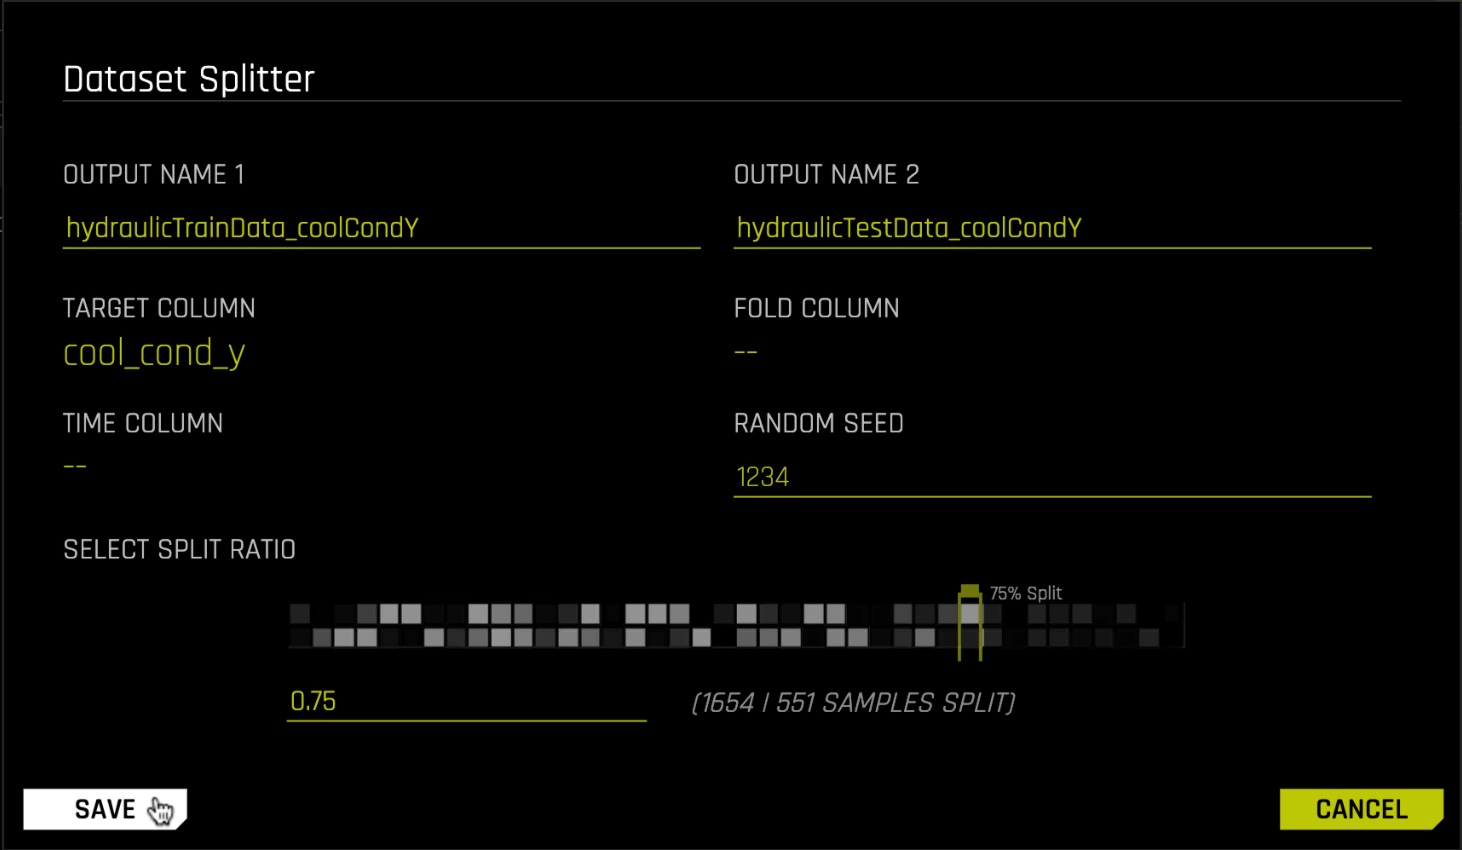 Dataset Splitter
OUTPUT NAME 1
OUTPUT NAME 2
hydraulicTrainData_coolCondY
hydraulicTestData_coolCondY
TARGET COLUMN
FOLD COLUMN
cool_cond_y
--
TIME COLUMN
RANDOM SEED
--
1234
SELECT SPLIT RATIO
75% Split
0.75
(1654 | 551 SAMPLES SPLIT)
SAVE
CANCEL